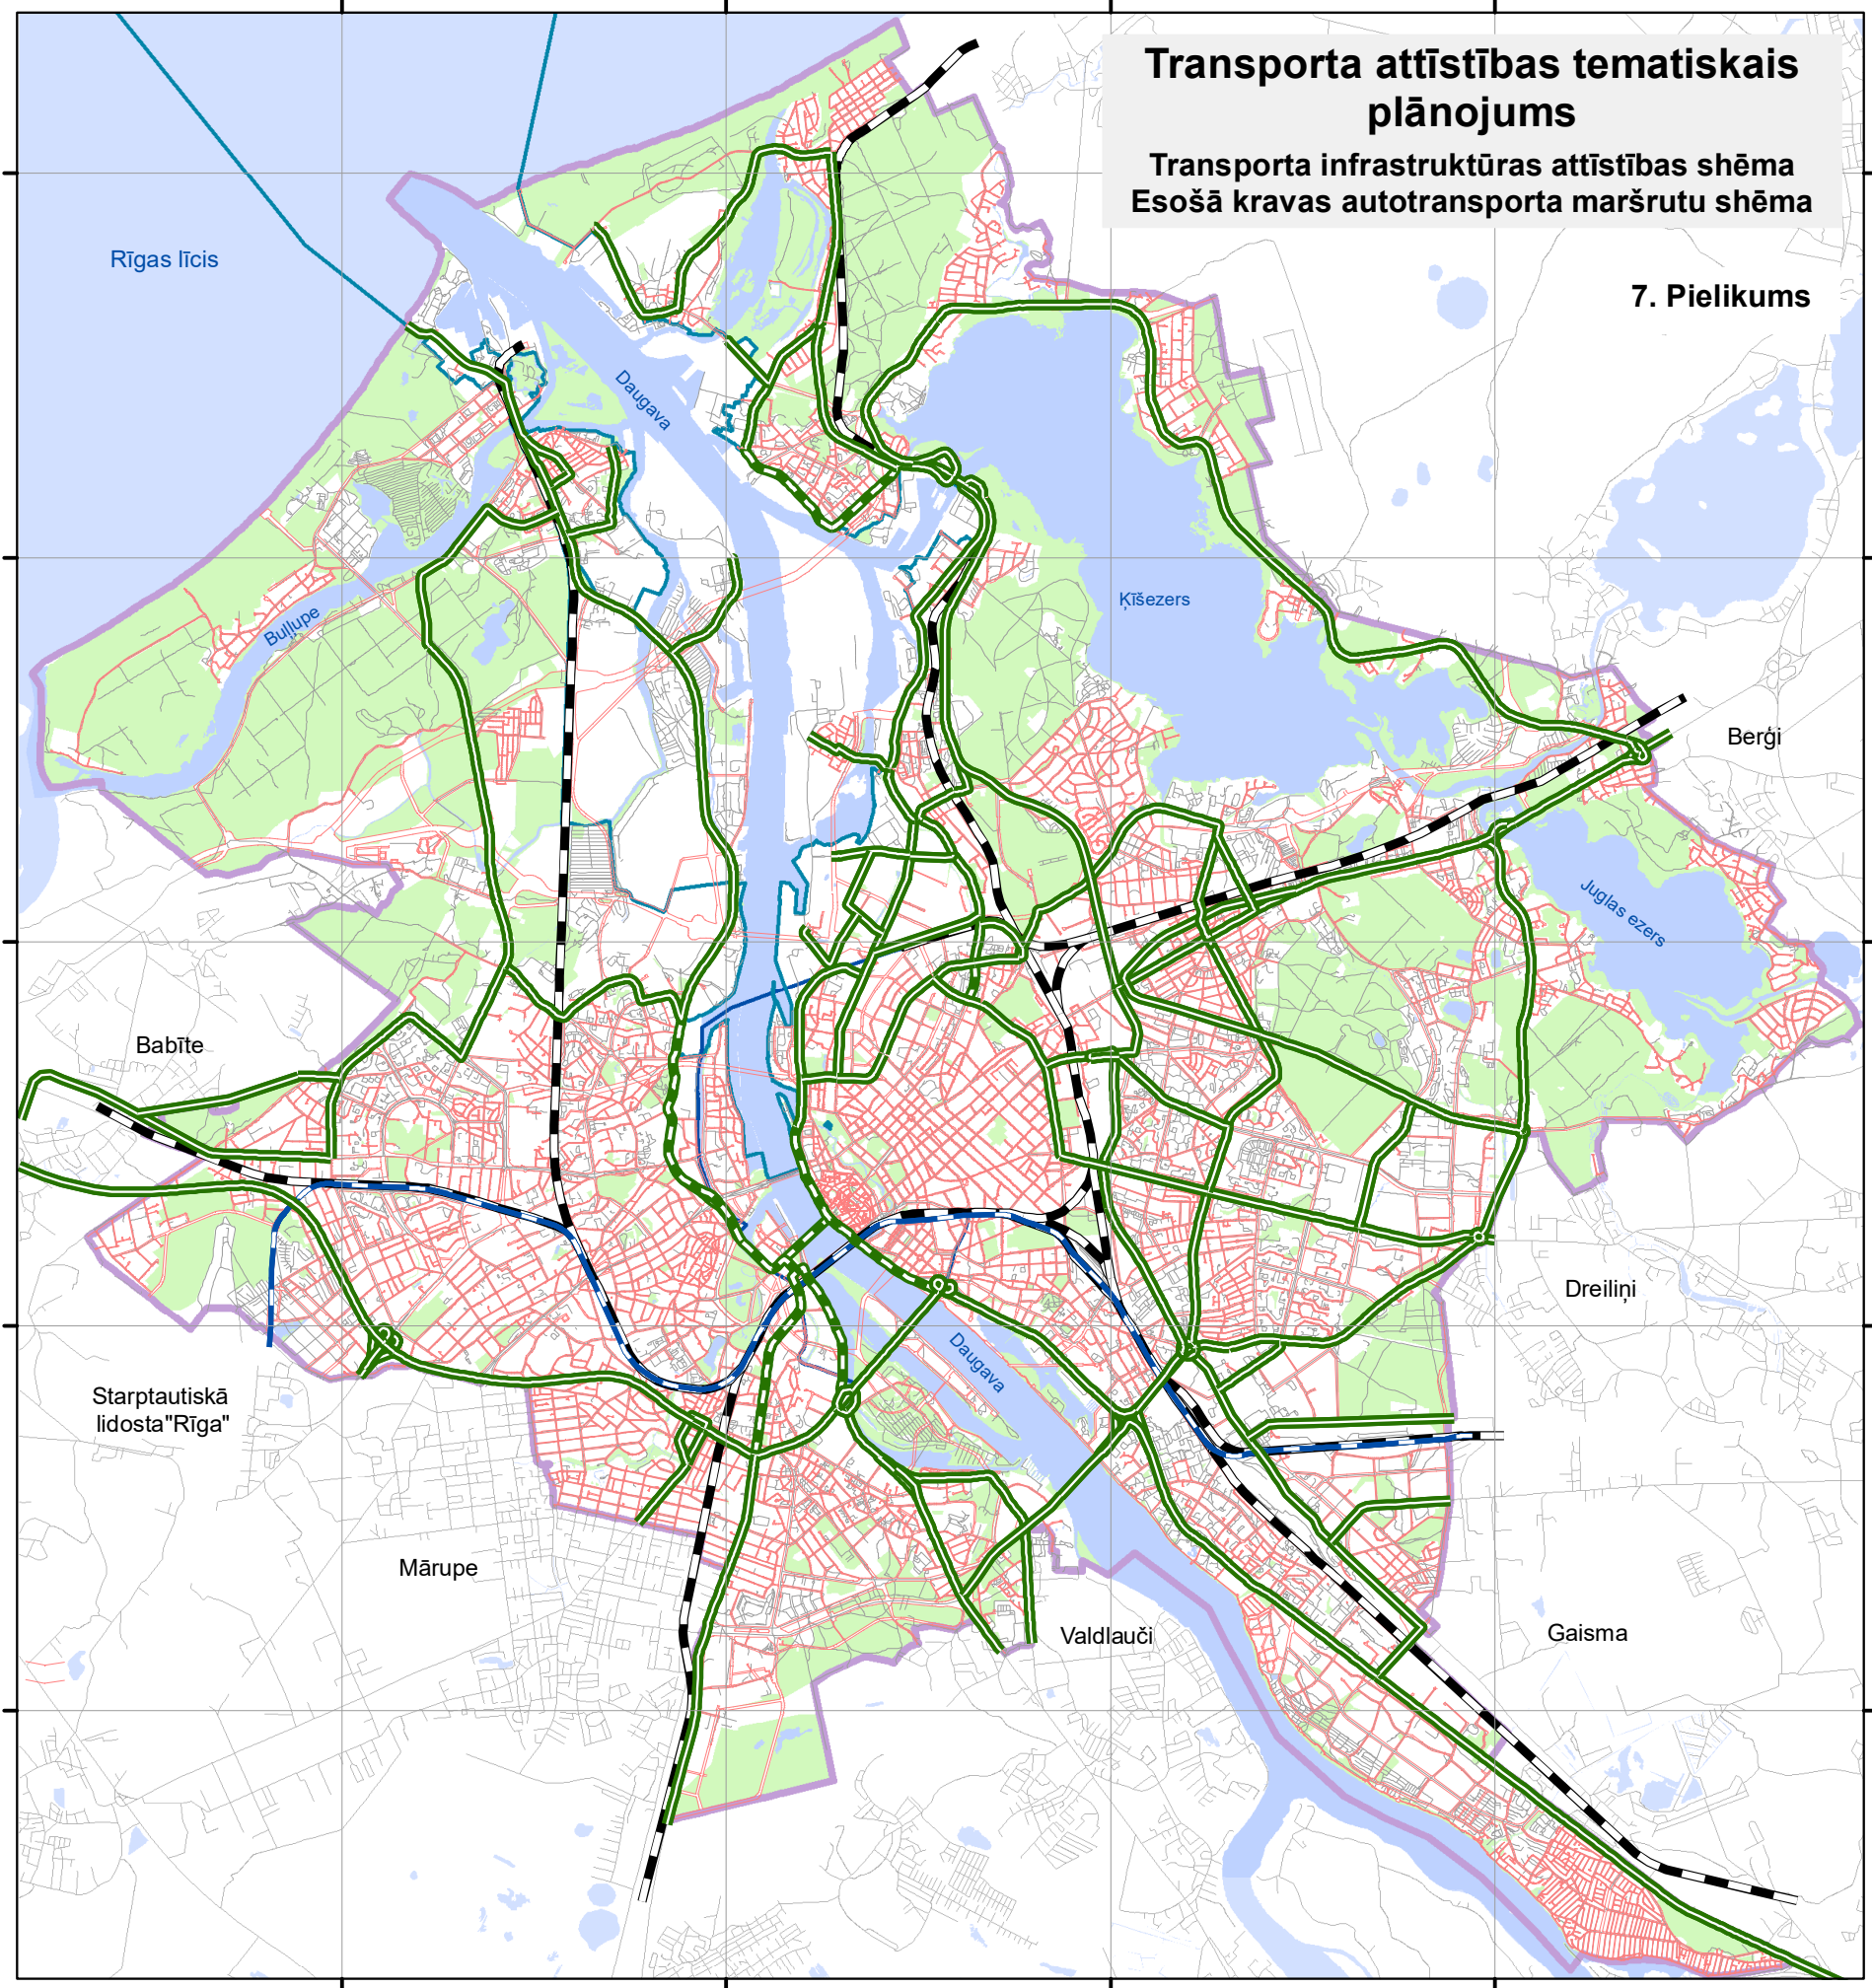 Transporta attīstības tematiskais
plānojums
Transporta infrastruktūras attīstības shēma
Esošā kravas autotransporta maršrutu shēma
7. Pielikums
Rīgas līcis
Daugava
Ķīšezers
Buļļupe
Berģi
Juglas ezers
Babīte
Dreiliņi
Daugava
Starptautiskā
lidosta"Rīga"
Mārupe
Valdlauči
Gaisma